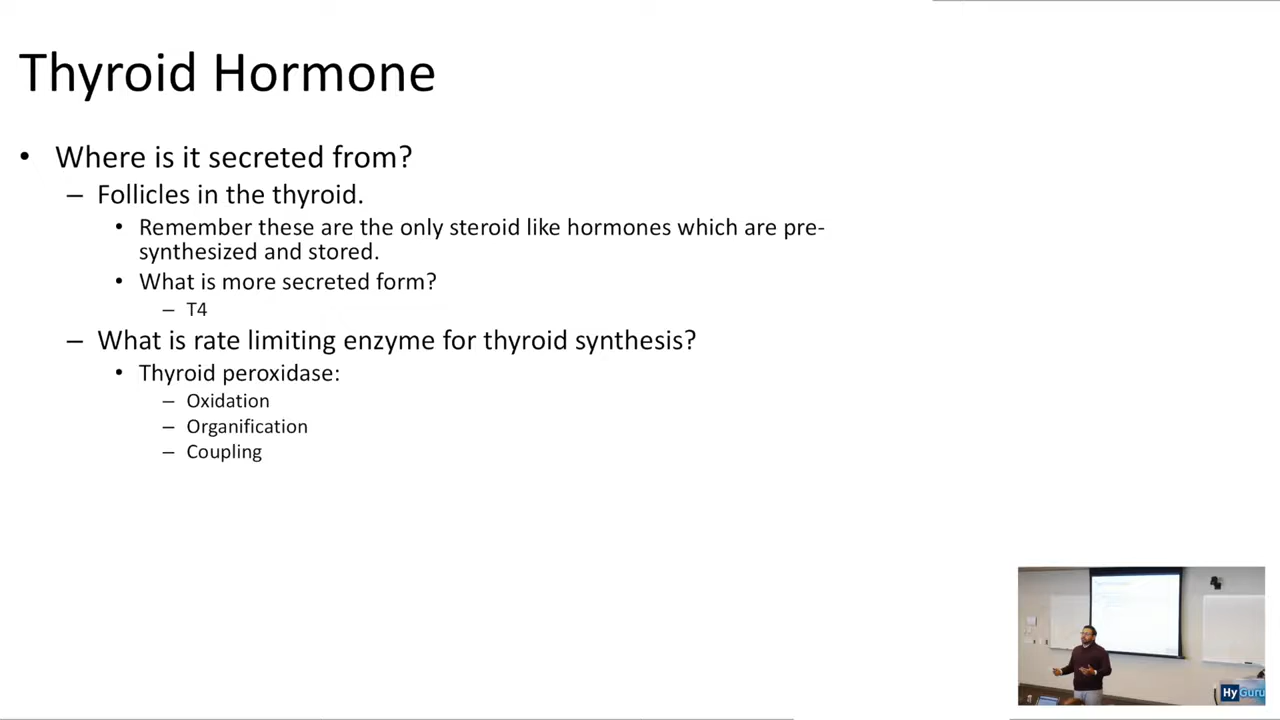 Thyroid Hormone
• Where is it secreted from?
– Follicles in the thyroid.
• Remember these are the only steroid like hormones which are pre-
synthesized and stored.
• What is more secreted form?
– T4
– What is rate limiting enzyme for thyroid synthesis?
• Thyroid peroxidase:
– Oxidation
– Organification
– Coupling
HyGuru